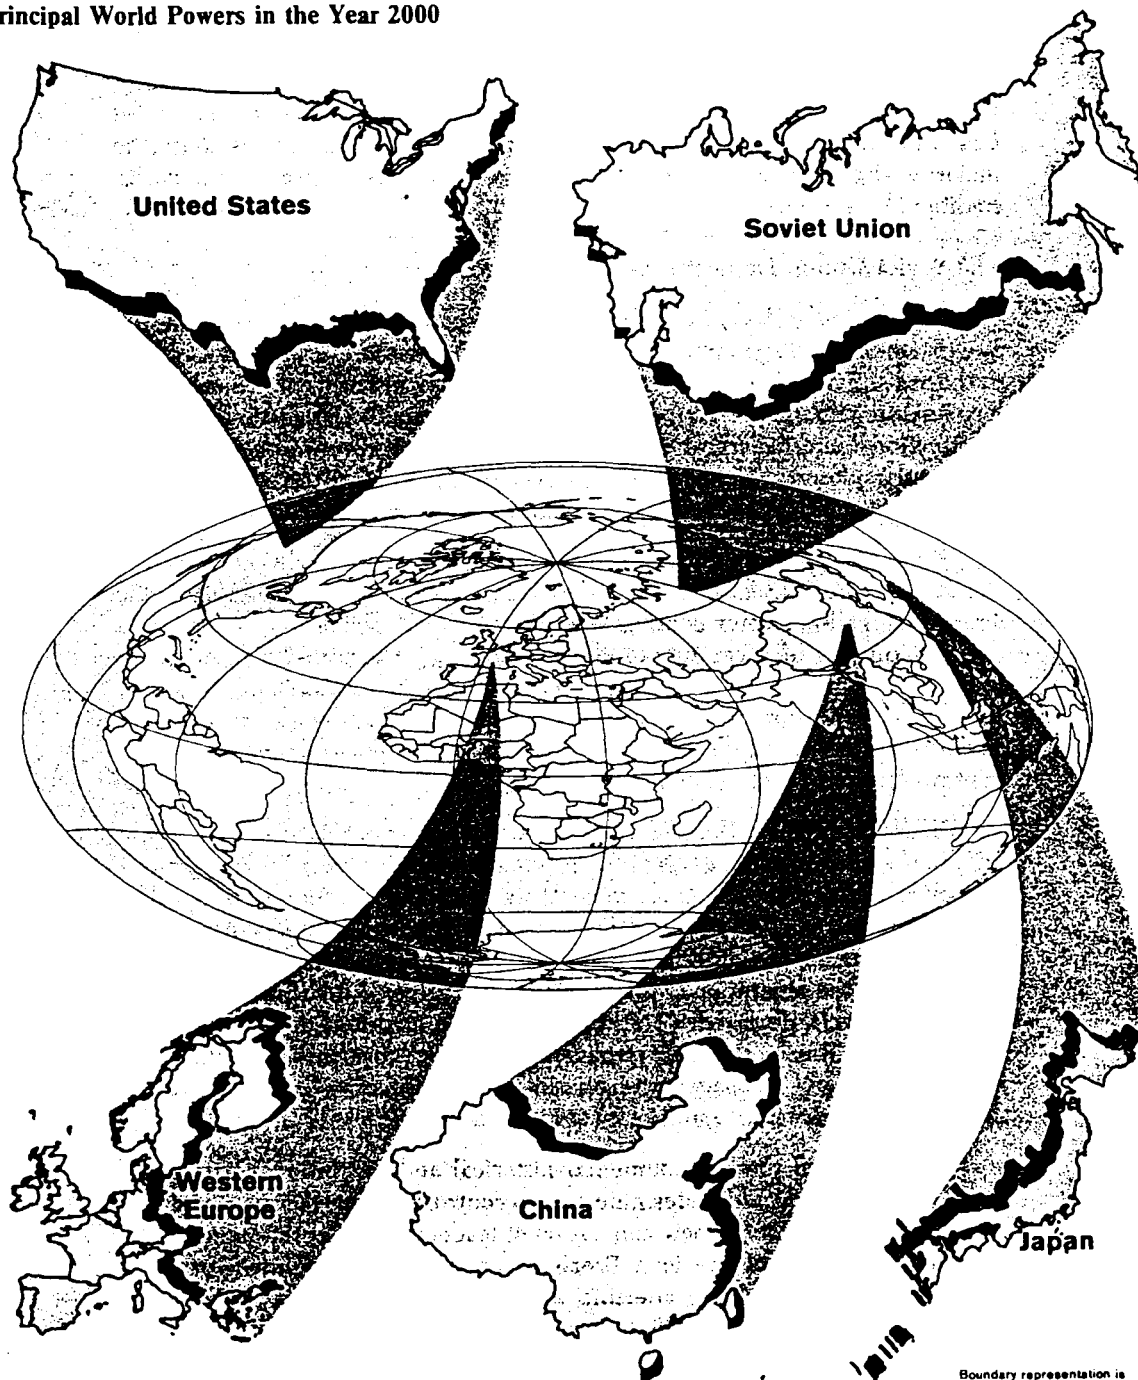 rincipal World Powers in the Year 2000
United States
Soviet Union
Western
Europe
China
Japan
Boundary representation is